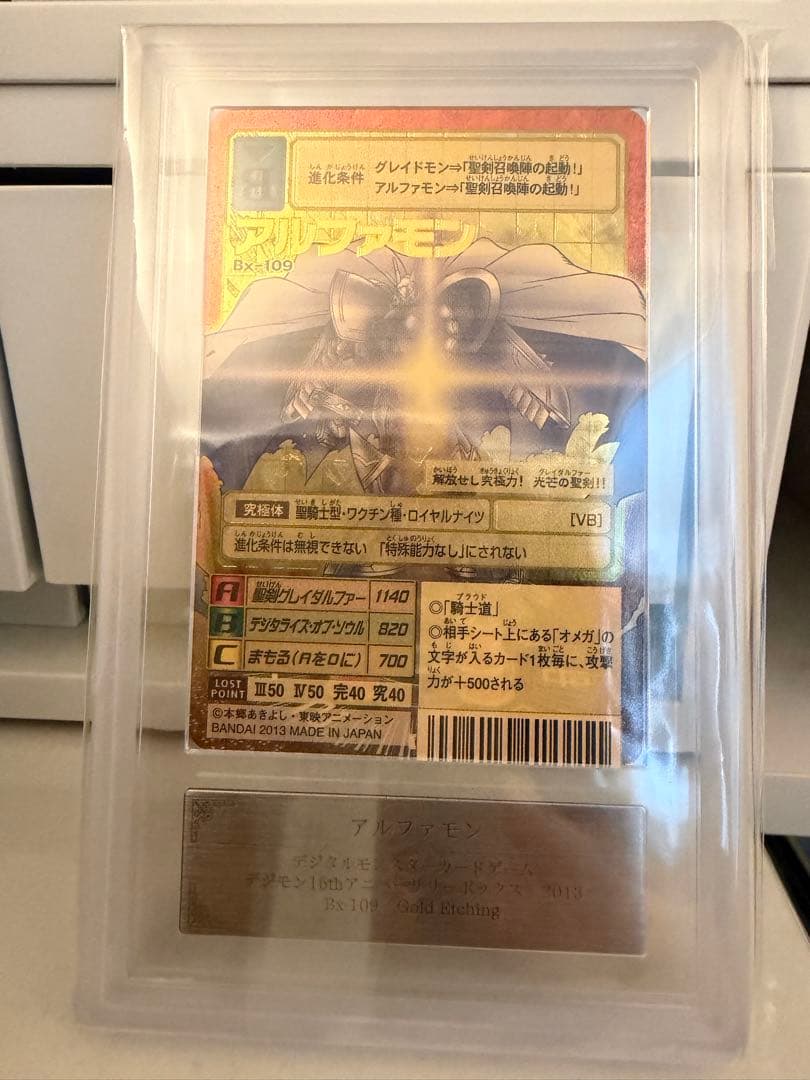 進化条件 グレイドモン⇒「聖剣召喚陣の起動!」
アルファモン⇒「聖剣召喚陣の起動!」
アルファモン
Bx-109
解放せし究極力! 光芒の聖剣!!
究極体 聖騎士型・ワクチン種・ロイヤルナイツ [VB]
進化条件は無視できない 「特殊能力なし」にされない
A 聖剣グレイダルファー 1140
B デジタライズ・オブ・ソウル 820
C まもる(Aを0に) 700
LOST POINT Ⅲ50 Ⅳ50 完40 究40
◎「騎士道」
◎相手シート上にある「オメガ」の
文字が入るカード1枚毎に、攻撃
力が+500される
©本郷あきよし・東映アニメーション
BANDAI 2013 MADE IN JAPAN
アルファモン
デジタルモンスターカードゲーム
デジモン15thアニバーサリーボックス 2013
Bx 109 Gold Etching